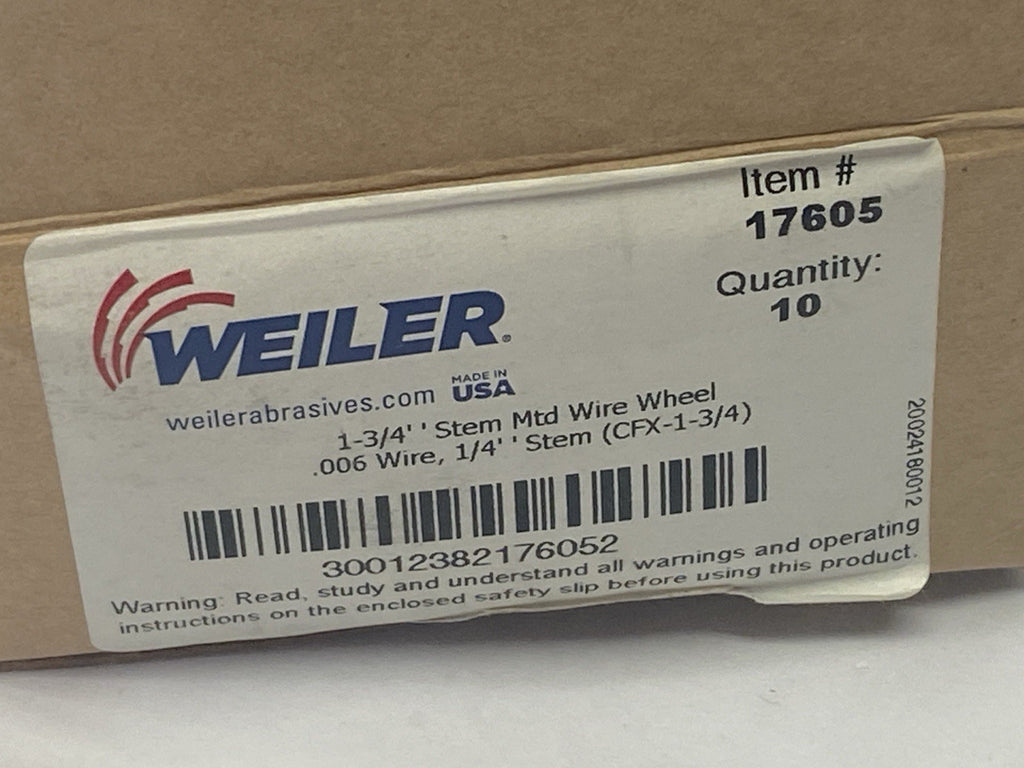 Item #
17605
Quantity:
10
WEILER®
weilerabrasives.com
MADE IN
USA
1-3/4'' Stem Mtd Wire Wheel
.006 Wire, 1/4'' Stem (CFX-1-3/4)
30012382176052
20024180012
Warning: Read, study and understand all warnings and operating
instructions on the enclosed safety slip before using this product.